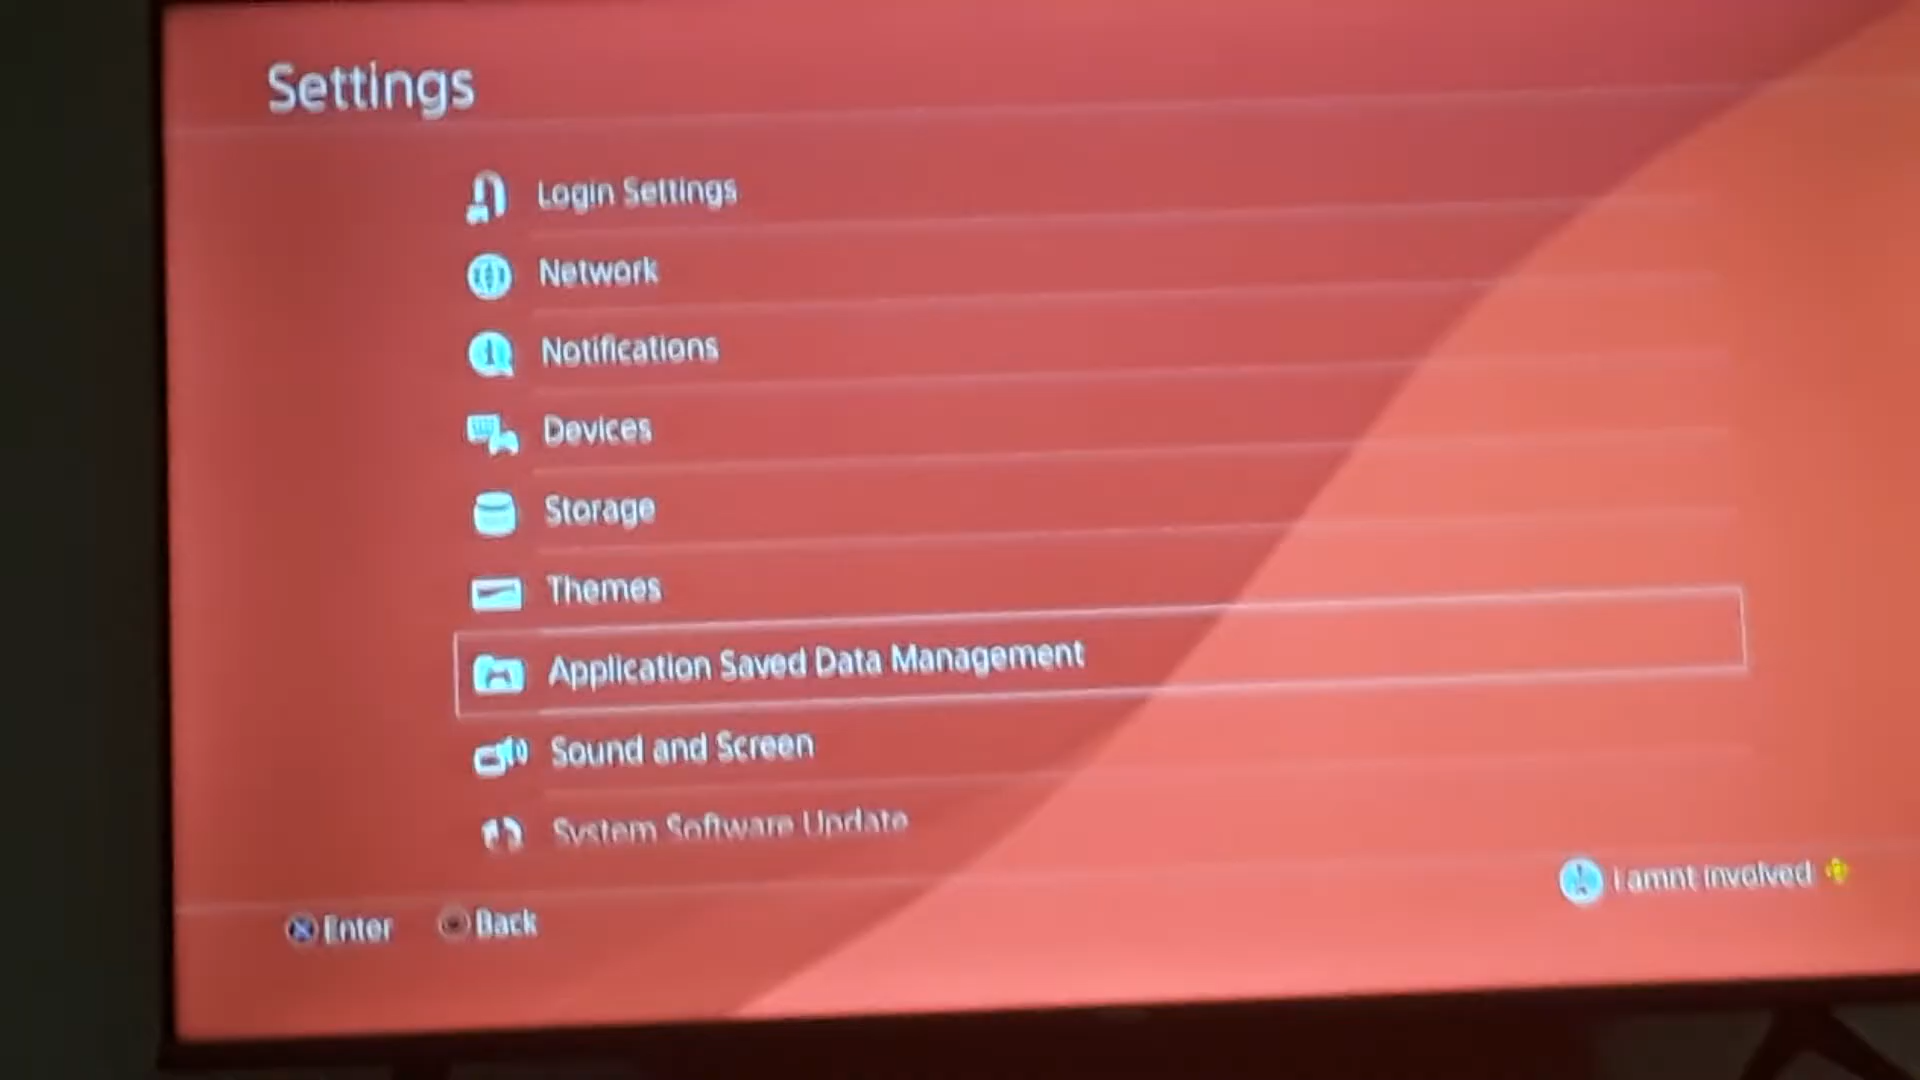 Settings
Login Settings
Network
Notifications
Devices
Storage
Themes
Application Saved Data Management
Sound and Screen
System Software Update
I amnt involved
Enter Back